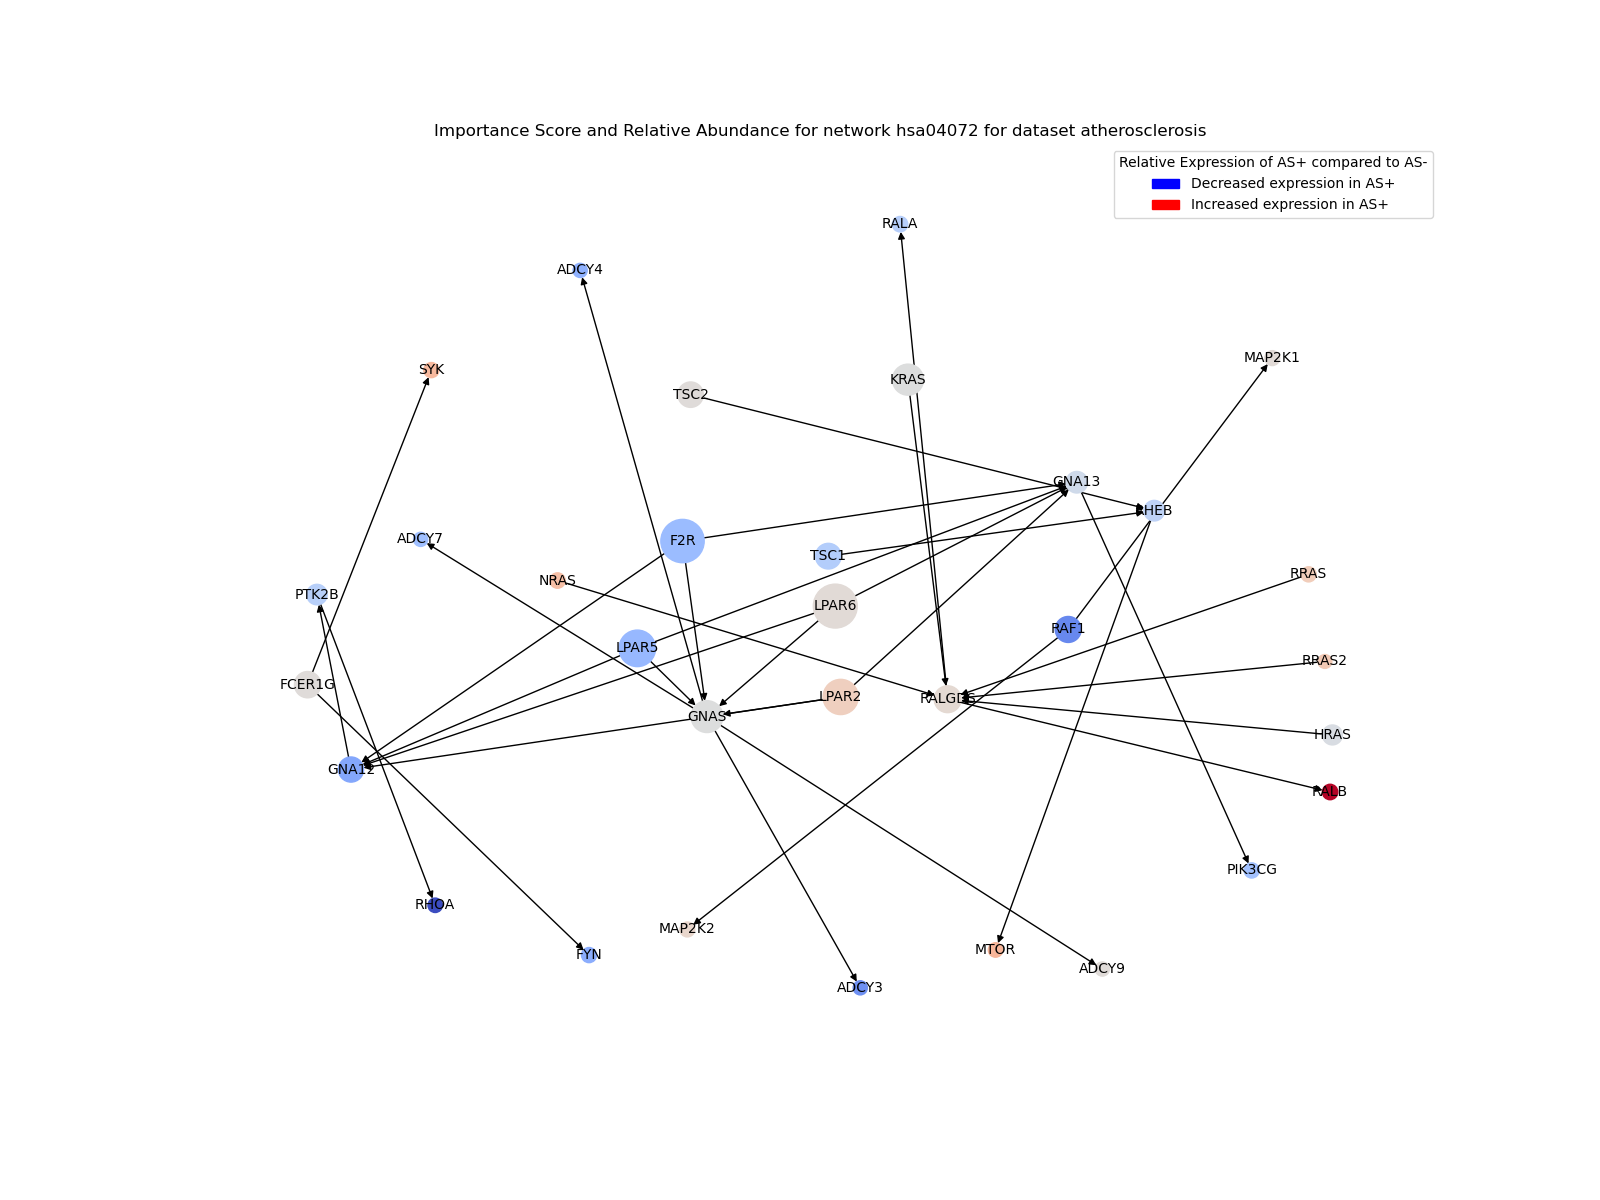 Importance Score and Relative Abundance for network hsa04072 for dataset atherosclerosis
Relative Expression of AS+ compared to AS-
Decreased expression in AS+
Increased expression in AS+
RALA
ADCY4
MAP2K1
SYK
KRAS
TSC2
GNA13
RHEB
ADCY7
F2R
TSC1
NRAS
RRAS
PTK2B
LPAR6
RAF1
LPAR5
RRAS2
FCER1G
LPAR2
RALGDS
GNAS
HRAS
GNA12
RALB
PIK3CG
RHOA
MAP2K2
MTOR
FYN
ADCY9
ADCY3